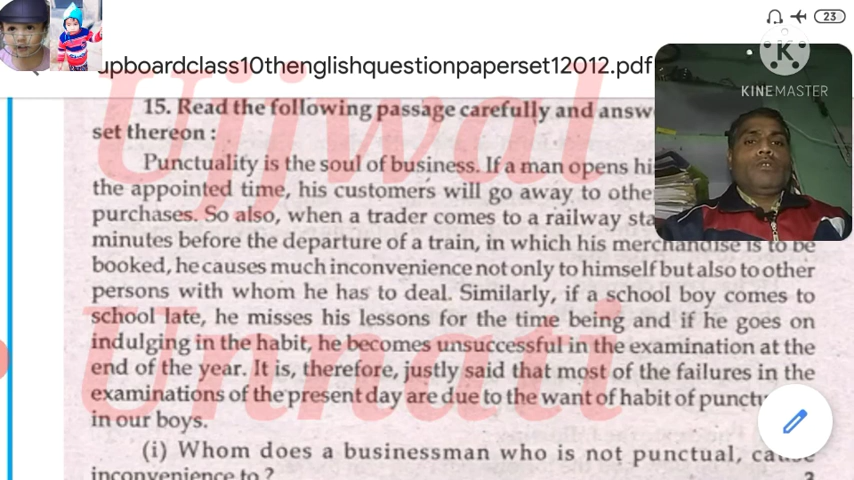 23
upboardclass10thenglishquestionpaperset12012.pdf
KINEMASTER
Ujjwal
15. Read the following passage carefully and answ
set thereon :
Punctuality is the soul of business. If a man opens hi
the appointed time, his customers will go away to othe
purchases. So also, when a trader comes to a railway sta
minutes before the departure of a train, in which his merchandise is to be
booked, he causes much inconvenience not only to himself but also to other
persons with whom he has to deal. Similarly, if a school boy comes to
school late, he misses his lessons for the time being and if he goes on
indulging in the habit, he becomes unsuccessful in the examination at the
end of the year. It is, therefore, justly said that most of the failures in the
examinations of the present day are due to the want of habit of punctu
in our boys.
Unnati
(i) Whom does a businessman who is not punctual, cause
inconvenience to ?